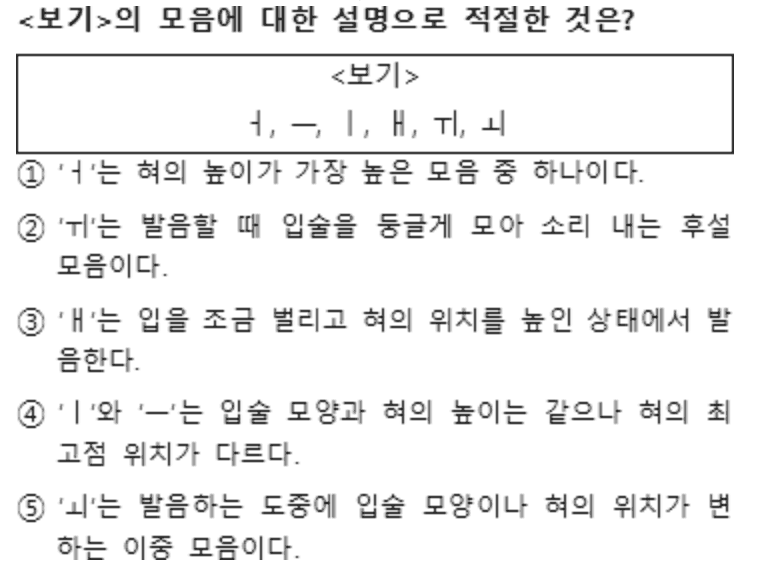 <보기>의 모음에 대한 설명으로 적절한 것은?
<보기>
ㅓ, ㅡ, ㅣ, ㅐ, ㅟ, ㅚ
① 'ㅓ'는 혀의 높이가 가장 높은 모음 중 하나이다.
② 'ㅟ'는 발음할 때 입술을 둥글게 모아 소리 내는 후설
모음이다.
③ 'ㅐ'는 입을 조금 벌리고 혀의 위치를 높인 상태에서 발
음한다.
④ 'ㅣ'와 'ㅡ'는 입술 모양과 혀의 높이는 같으나 혀의 최
고점 위치가 다르다.
⑤ 'ㅚ'는 발음하는 도중에 입술 모양이나 혀의 위치가 변
하는 이중 모음이다.